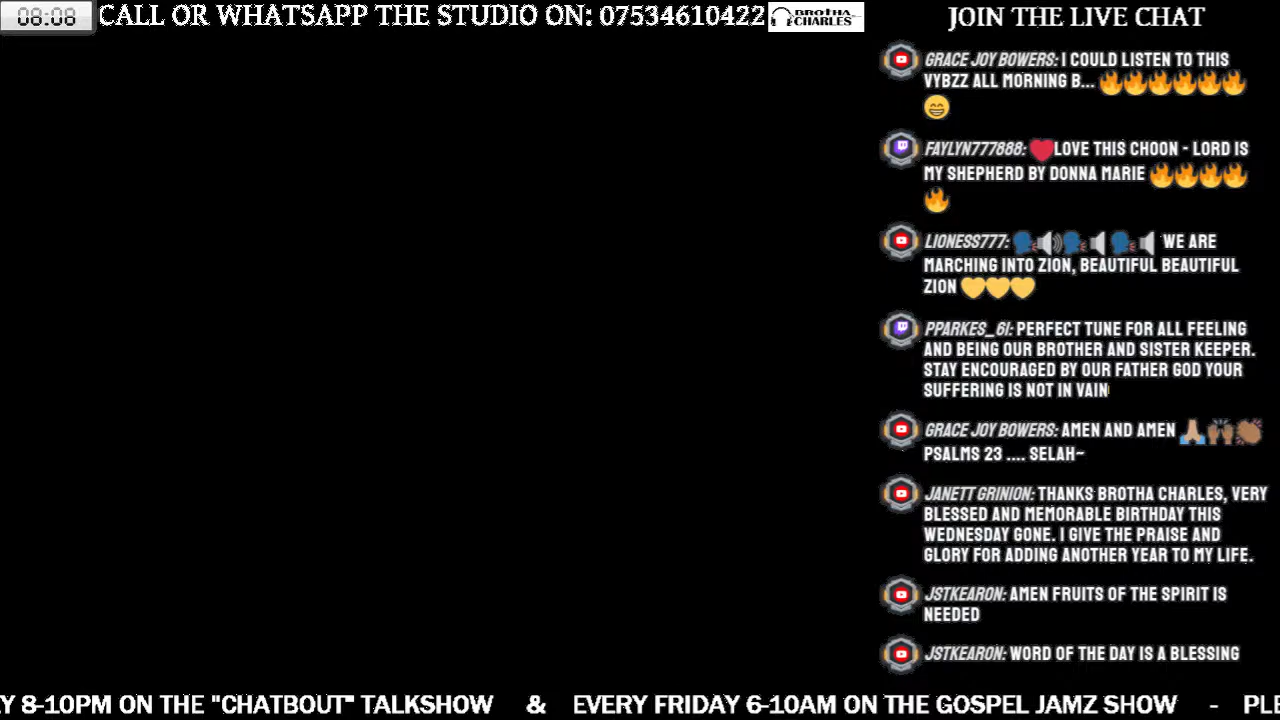 08:08
CALL OR WHATSAPP THE STUDIO ON: 07534610422
BROTHA
CHARLES
JOIN THE LIVE CHAT
GRACE JOY BOWERS: I COULD LISTEN TO THIS
VYBZZ ALL MORNING B... 🔥🔥🔥🔥🔥🔥
😁
FAYLYN777888: ❤️LOVE THIS CHOON - LORD IS
MY SHEPHERD BY DONNA MARIE 🔥🔥🔥🔥
🔥
LIONESS777: 🗣️🔊🗣️🔈🗣️🔈 WE ARE
MARCHING INTO ZION, BEAUTIFUL BEAUTIFUL
ZION 💛💛💛
PPARKES_61: PERFECT TUNE FOR ALL FEELING
AND BEING OUR BROTHER AND SISTER KEEPER.
STAY ENCOURAGED BY OUR FATHER GOD YOUR
SUFFERING IS NOT IN VAIN
GRACE JOY BOWERS: AMEN AND AMEN 🙏🏽🙌🏽👏🏽
PSALMS 23 .... SELAH~
JANETT GRINION: THANKS BROTHA CHARLES, VERY
BLESSED AND MEMORABLE BIRTHDAY THIS
WEDNESDAY GONE. I GIVE THE PRAISE AND
GLORY FOR ADDING ANOTHER YEAR TO MY LIFE.
JSTKEARON: AMEN FRUITS OF THE SPIRIT IS
NEEDED
JSTKEARON: WORD OF THE DAY IS A BLESSING
Y 8-10PM ON THE "CHATBOUT" TALKSHOW & EVERY FRIDAY 6-10AM ON THE GOSPEL JAMZ SHOW - PLE